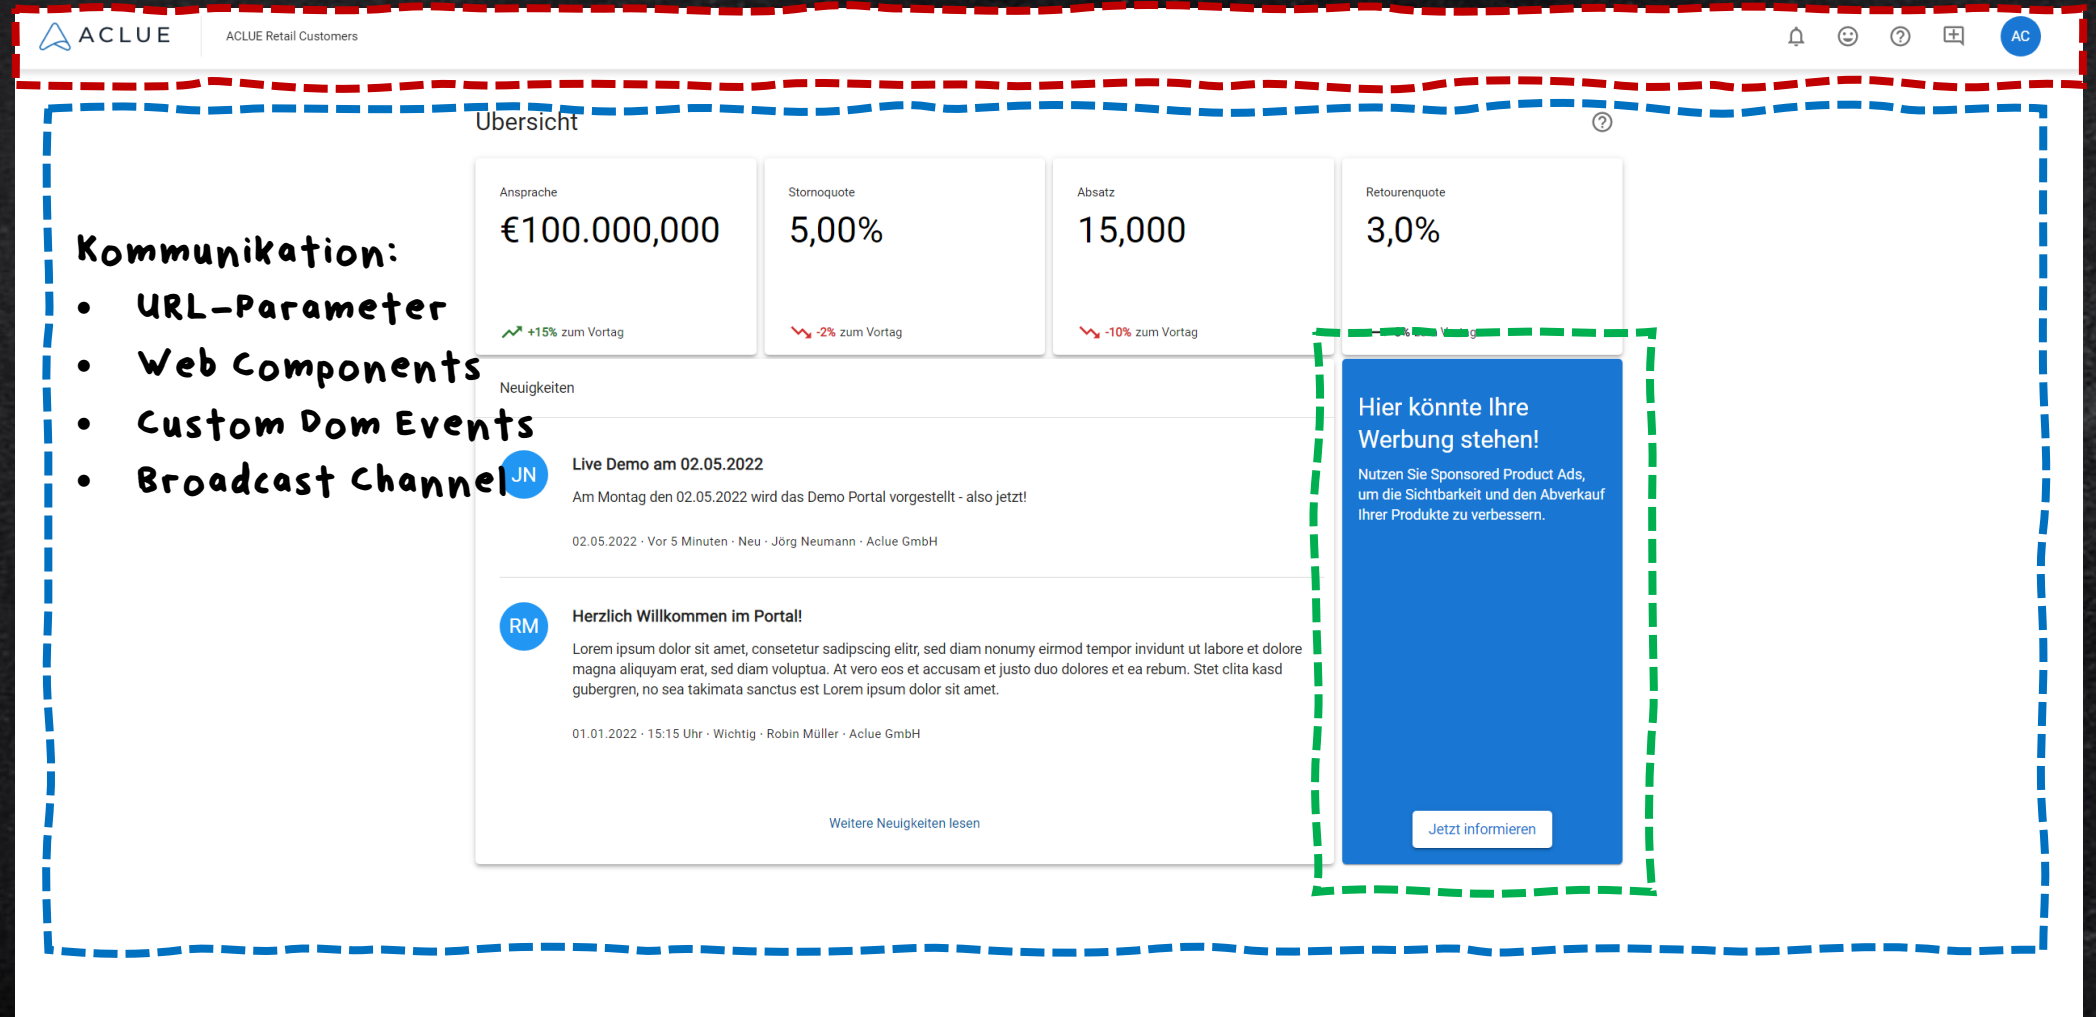 ACLUE
ACLUE Retail Customers
AC
Übersicht
Kommunikation:
• URL-Parameter
• Web Components
• Custom Dom Events
• Broadcast Channel
Ansprache
€100.000,000
+15% zum Vortag
Stornoquote
5,00%
-2% zum Vortag
Absatz
15,000
-10% zum Vortag
Retourenquote
3,0%
Neuigkeiten
JN
Live Demo am 02.05.2022
Am Montag den 02.05.2022 wird das Demo Portal vorgestellt - also jetzt!
02.05.2022 · Vor 5 Minuten · Neu · Jörg Neumann · Aclue GmbH
RM
Herzlich Willkommen im Portal!
Lorem ipsum dolor sit amet, consetetur sadipscing elitr, sed diam nonumy eirmod tempor invidunt ut labore et dolore
magna aliquyam erat, sed diam voluptua. At vero eos et accusam et justo duo dolores et ea rebum. Stet clita kasd
gubergren, no sea takimata sanctus est Lorem ipsum dolor sit amet.
01.01.2022 · 15:15 Uhr · Wichtig · Robin Müller · Aclue GmbH
Weitere Neuigkeiten lesen
Hier könnte Ihre
Werbung stehen!
Nutzen Sie Sponsored Product Ads,
um die Sichtbarkeit und den Abverkauf
Ihrer Produkte zu verbessern.
Jetzt informieren